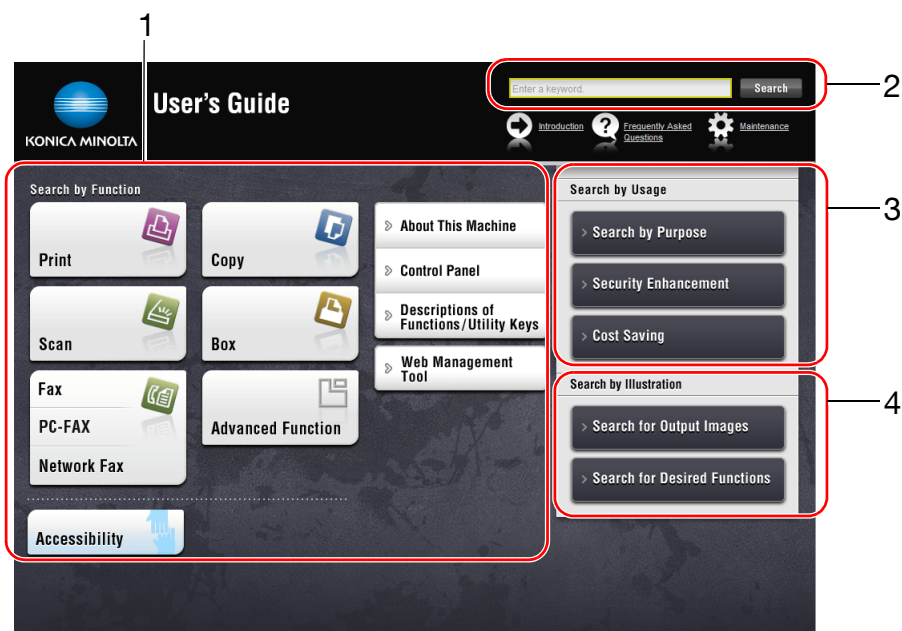 1
2
Enter a keyword.
Search
User's Guide
KONICA MINOLTA
Introduction
Frequently Asked
Questions
Maintenance
Search by Function
Print
Copy
Scan
Box
Fax
PC-FAX
Network Fax
Advanced Function
Accessibility
About This Machine
Control Panel
Descriptions of
Functions/Utility Keys
Web Management
Tool
3
Search by Usage
Search by Purpose
Security Enhancement
Cost Saving
4
Search by Illustration
Search for Output Images
Search for Desired Functions